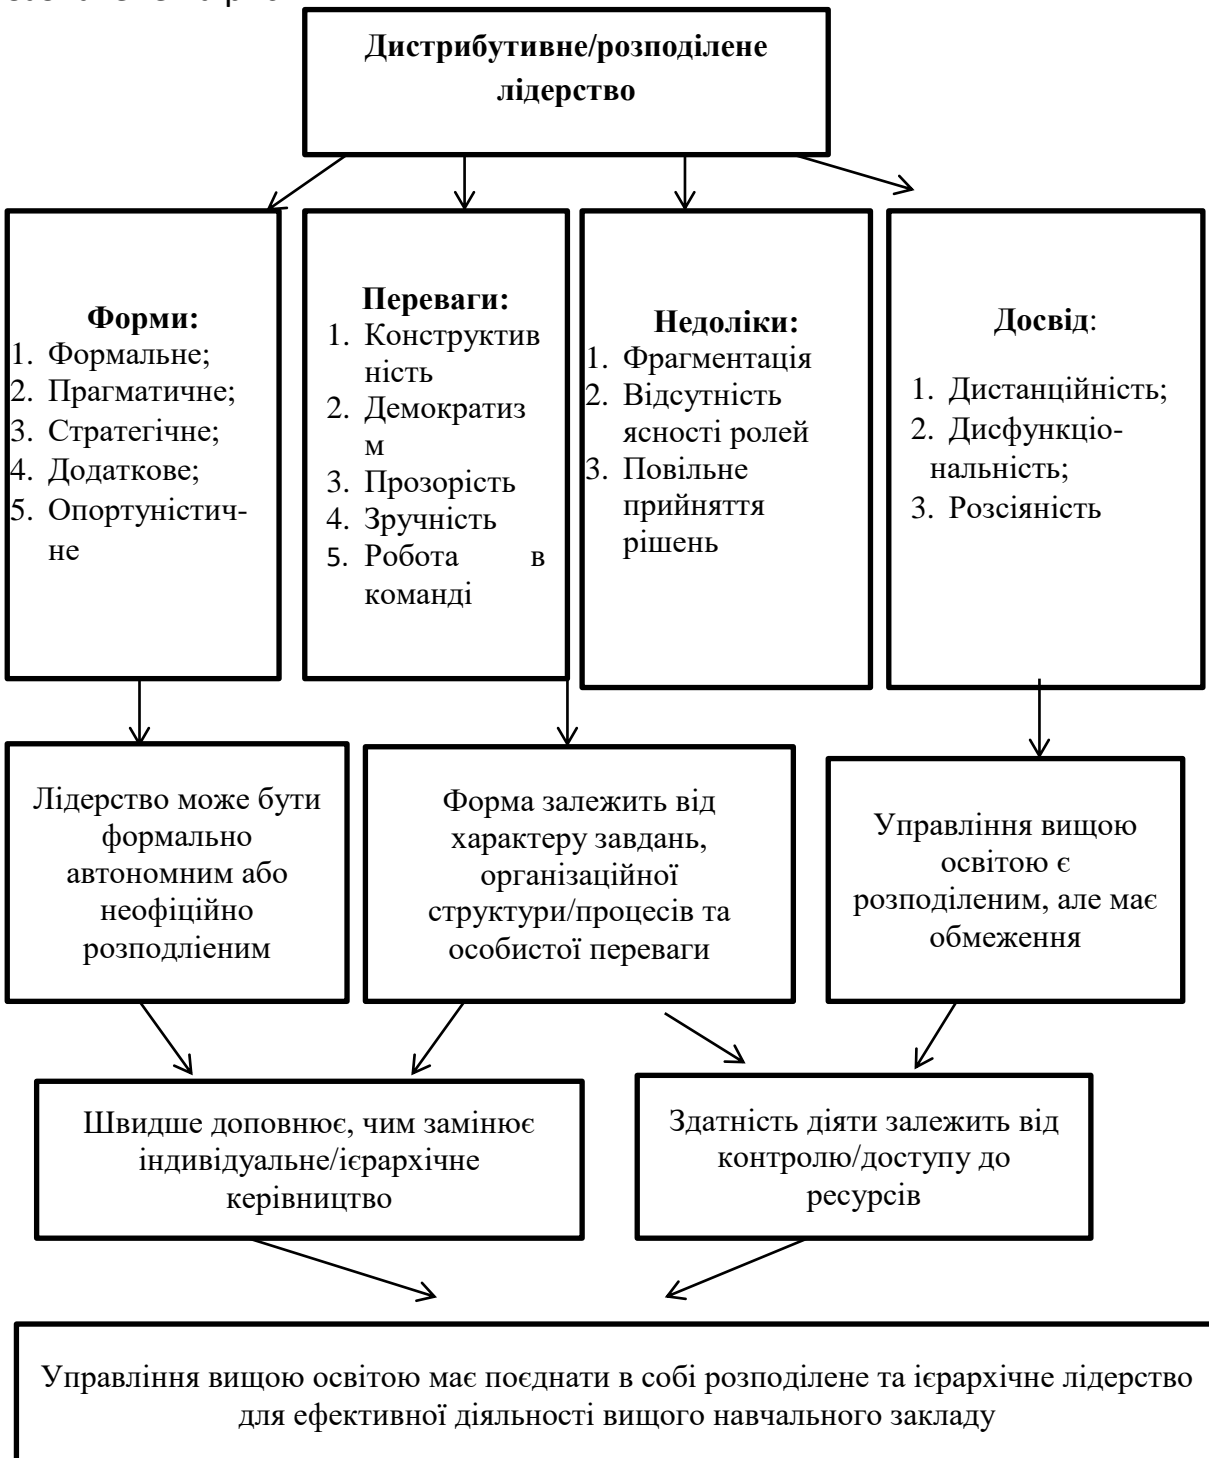 Дистрибутивне/розподілене
лідерство
Форми:
1. Формальне;
2. Прагматичне;
3. Стратегічне;
4. Додаткове;
5. Опортуністич-
не
Переваги:
1. Конструктив
ність
2. Демократиз
м
3. Прозорість
4. Зручність
5. Робота в
команді
Недоліки:
1. Фрагментація
2. Відсутність
ясності ролей
3. Повільне
прийняття
рішень
Досвід:
1. Дистанційність;
2. Дисфункціо-
нальність;
3. Розсіяність
Лідерство може бути
формально
автономним або
неофіційно
розподлієним
Форма залежить від
характеру завдань,
організаційної
структури/процесів та
особистої переваги
Управління вищою
освітою є
розподіленим, але має
обмеження
Швидше доповнює, чим замінює
індивідуальне/ієрархічне
керівництво
Здатність діяти залежить від
контролю/доступу до
ресурсів
Управління вищою освітою має поєднати в собі розподілене та ієрархічне лідерство
для ефективної діяльності вищого навчального закладу